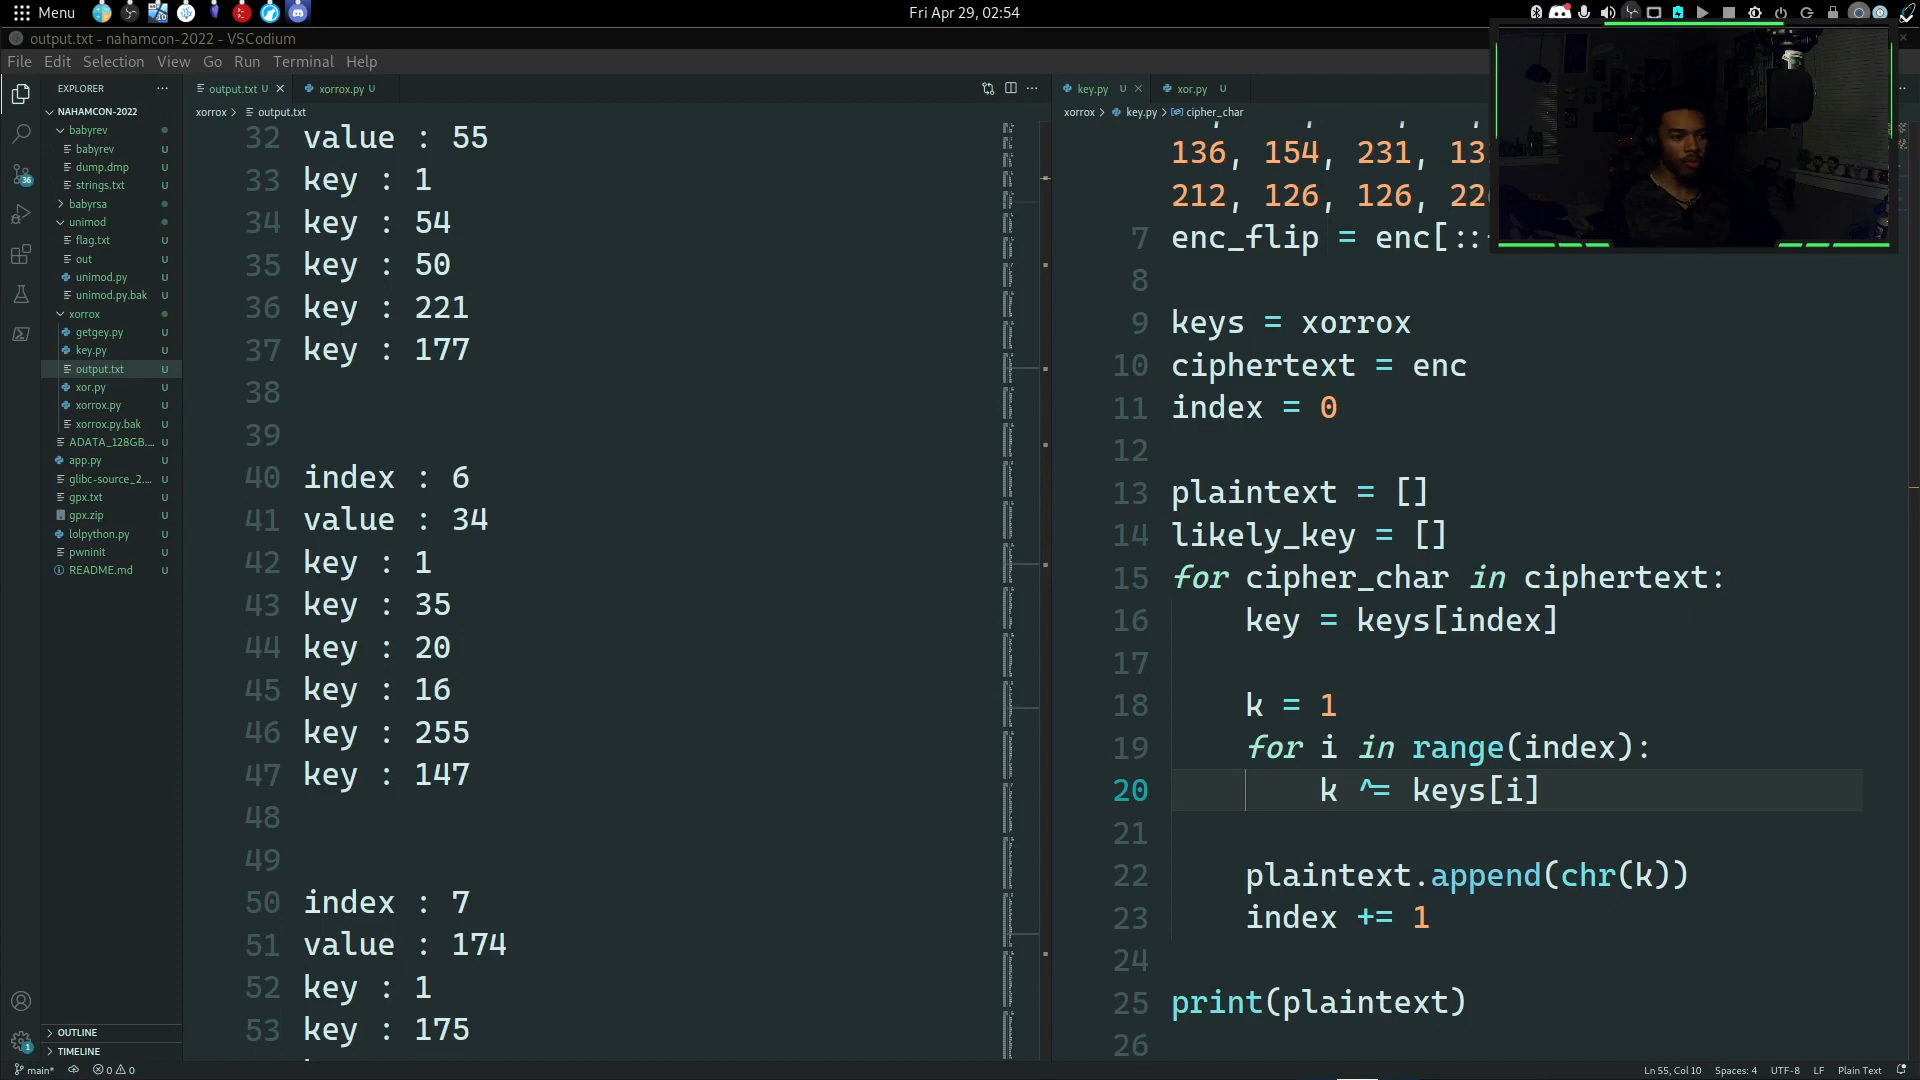 Menu
Fri Apr 29, 02:54
output.txt - nahamcon-2022 - VSCodium
File Edit Selection View Go Run Terminal Help
EXPLORER
NAHAMCON-2022
babyrev
babyrev U
dump.dmp U
strings.txt U
babyrsa
unimod
flag.txt U
out U
unimod.py U
unimod.py.bak U
xorrox
getgey.py U
key.py U
output.txt U
xor.py U
xorrox.py U
xorrox.py.bak U
ADATA_128GB.... U
app.py U
glibc-source_2.... U
gpx.txt U
gpx.zip U
lolpython.py U
pwninit U
README.md U
OUTLINE
TIMELINE
36
1
output.txt U
xorrox.py U
xorrox > output.txt
32 value : 55
33 key : 1
34 key : 54
35 key : 50
36 key : 221
37 key : 177
38
39
40 index : 6
41 value : 34
42 key : 1
43 key : 35
44 key : 20
45 key : 16
46 key : 255
47 key : 147
48
49
50 index : 7
51 value : 174
52 key : 1
53 key : 175
key.py U
xor.py U
xorrox > key.py > cipher_char
136, 154, 231, 13
212, 126, 126, 22
7 enc_flip = enc[::
8
9 keys = xorrox
10 ciphertext = enc
11 index = 0
12
13 plaintext = []
14 likely_key = []
15 for cipher_char in ciphertext:
16 key = keys[index]
17
18 k = 1
19 for i in range(index):
20 k ^= keys[i]
21
22 plaintext.append(chr(k))
23 index += 1
24
25 print(plaintext)
26
main* 0 0
Ln 55, Col 10 Spaces: 4 UTF-8 LF Plain Text